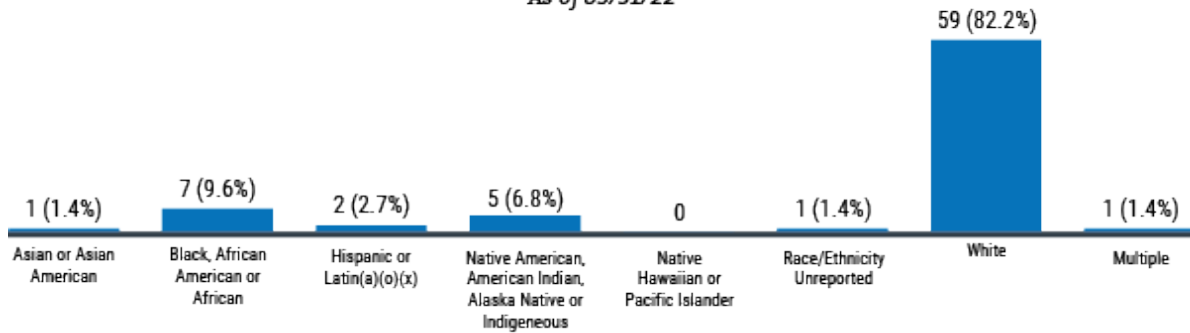 59 (82.2%)
7 (9.6%)
5 (6.8%)
2 (2.7%)
1 (1.4%)
0
1 (1.4%)
1 (1.4%)
Asian or Asian
American
Black, African
American or
African
Hispanic or
Latin(a)(o)(x)
Native American,
American Indian,
Alaska Native or
Indigeneous
Native
Hawaiian or
Pacific Islander
Race/Ethnicity
Unreported
White
Multiple